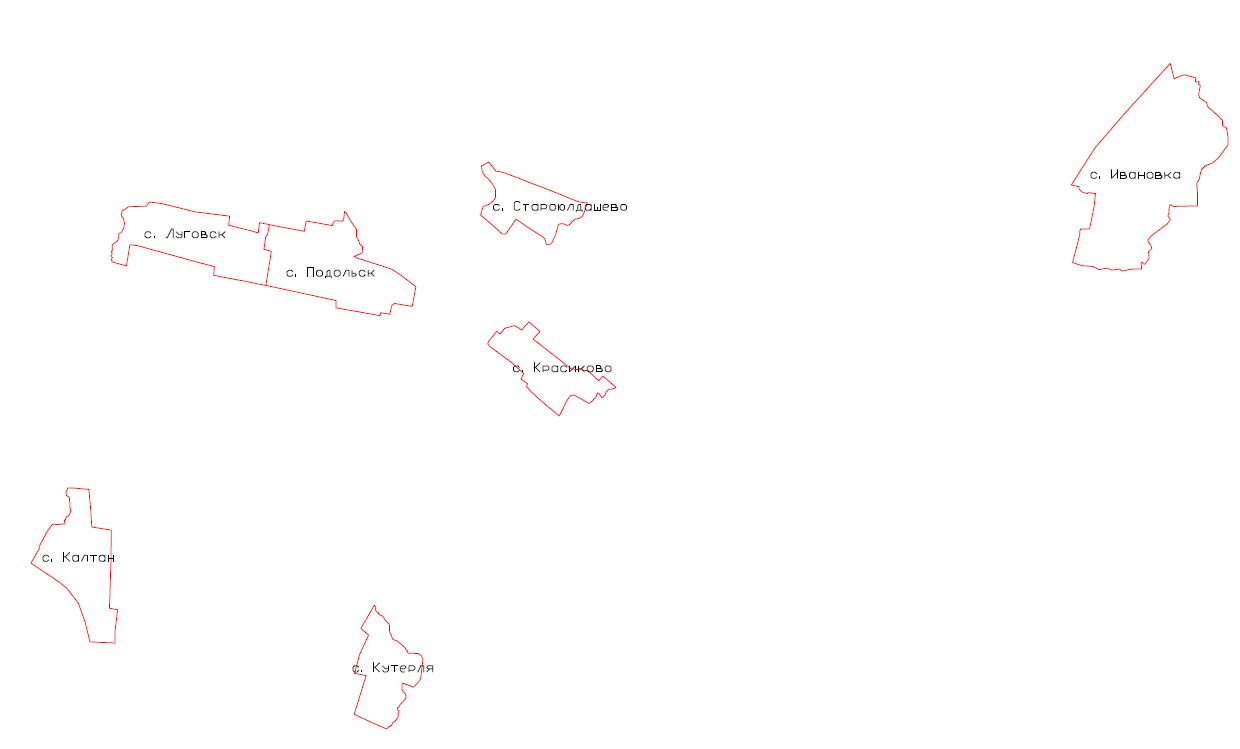 с. Ивановка
с. Староюлдашево
с. Луговск
с. Подольск
с. Красиково
с. Калтан
с. Кутерля